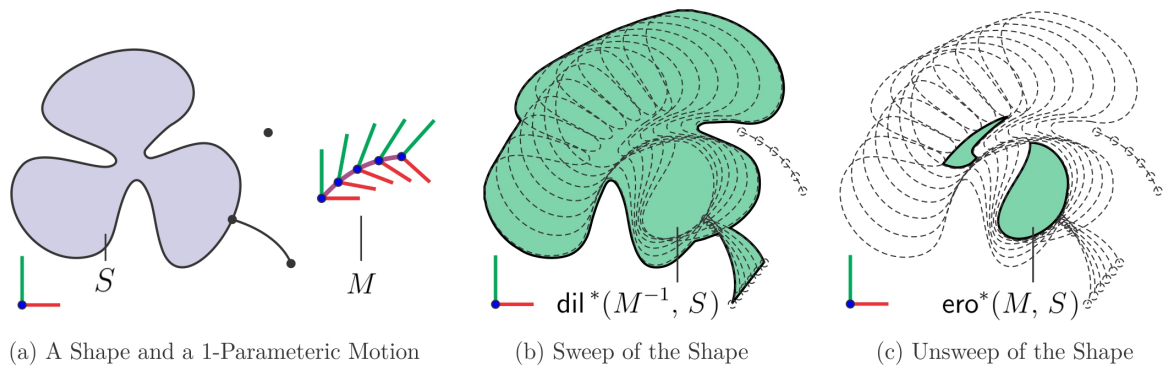 S
M
dil*(M⁻¹, S)
ero*(M, S)
(a) A Shape and a 1-Parameteric Motion
(b) Sweep of the Shape
(c) Unsweep of the Shape